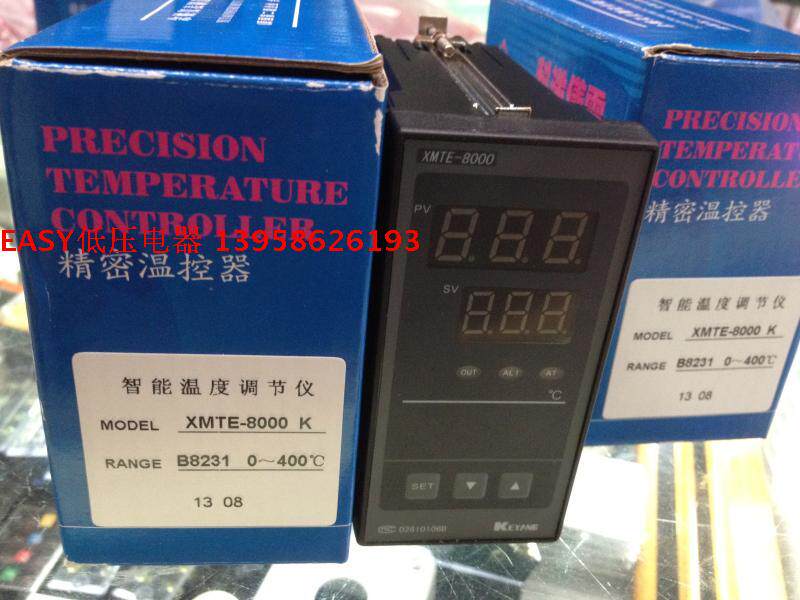 PRECISION
TEMPERATURE
CONTROLLER
EASY低压电器 13958626193
精密温控器
智能温度调节仪
MODEL XMTE-8000 K
RANGE B8231 0～400℃
13 08
XMTE-8000
PV
SV
OUT AL1 AT
℃
SET
02610106B
KEYANG
PRECISION
TEMPERAT
CONTROLLE
精密温控器
智能温度调节仪
MODEL XMTE-8000 K
RANGE B8231 0～400℃
13 08